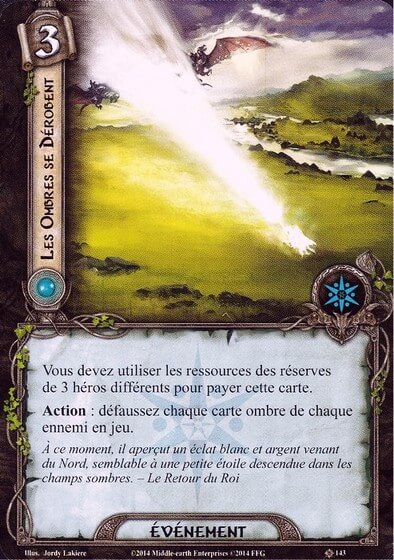 3
Les Ombres se Dérobent
Vous devez utiliser les ressources des réserves
de 3 héros différents pour payer cette carte.
Action : défaussez chaque carte ombre de chaque
ennemi en jeu.
À ce moment, il aperçut un éclat blanc et argent venant
du Nord, semblable à une petite étoile descendue dans les
champs sombres. – Le Retour du Roi
ÉVÉNEMENT
Illus. Jordy Lakiere
©2014 Middle-earth Enterprises ©2014 FFG
143